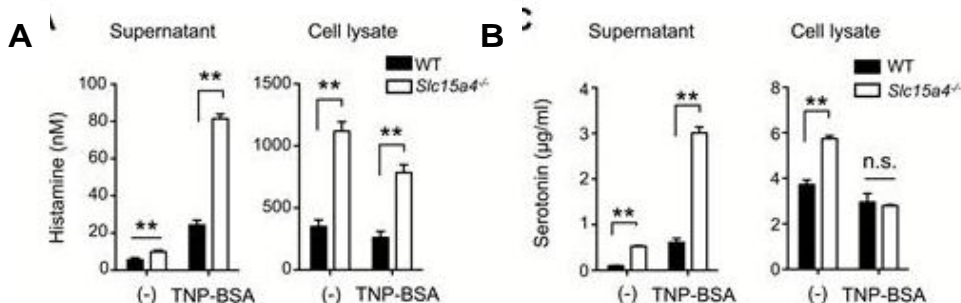 A
Supernatant
Cell lysate
WT
Slc15a4-/-
**
**
**
**
Histamine (nM)
100
80
60
40
20
0
1500
1000
500
0
(-) TNP-BSA
(-) TNP-BSA
B
Supernatant
Cell lysate
WT
Slc15a4-/-
**
**
**
n.s.
Serotonin (µg/ml)
4
3
2
1
0
8
6
4
2
0
(-) TNP-BSA
(-) TNP-BSA